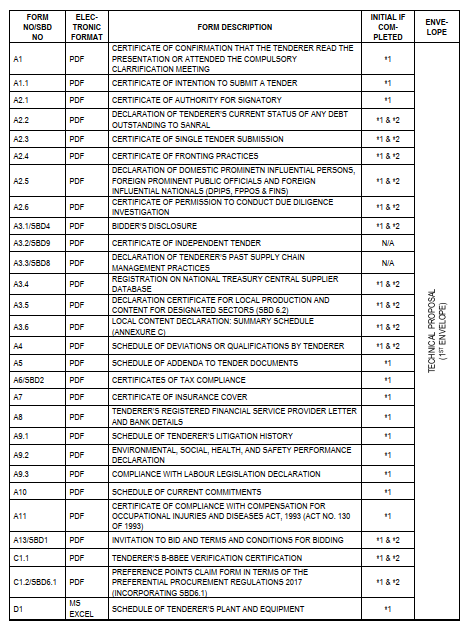 FORM NO/SBD NO | ELEC-TRONIC FORMAT | FORM DESCRIPTION | INITIAL IF COM-PLETED | ENVE-LOPE
A1 | PDF | CERTIFICATE OF CONFIRMATION THAT THE TENDERER READ THE
PRESENTATION OR ATTENDED THE COMPULSORY
CLARRIFICATION MEETING | *1
A1.1 | PDF | CERTIFICATE OF INTENTION TO SUBMIT A TENDER | *1
A2.1 | PDF | CERTIFICATE OF AUTHORITY FOR SIGNATORY | *1
A2.2 | PDF | DECLARATION OF TENDERER'S CURRENT STATUS OF ANY DEBT
OUTSTANDING TO SANRAL | *1 & *2
A2.3 | PDF | CERTIFICATE OF SINGLE TENDER SUBMISSION | *1 & *2
A2.4 | PDF | CERTIFICATE OF FRONTING PRACTICES | *1 & *2
A2.5 | PDF | DECLARATION OF DOMESTIC PROMINETN INFLUENTIAL PERSONS,
FOREIGN PROMINENT PUBLIC OFFICIALS AND FOREIGN
INFLUENTIAL NATIONALS (DPIPS, FPPOS & FINS) | *1 & *2
A2.6 | PDF | CERTIFICATE OF PERMISSION TO CONDUCT DUE DILIGENCE
INVESTIGATION | *1 & *2
A3.1/SBD4 | PDF | BIDDER'S DISCLOSURE | *1 & *2
A3.2/SBD9 | PDF | CERTIFICATE OF INDEPENDENT TENDER | N/A
A3.3/SBD8 | PDF | DECLARATION OF TENDERER'S PAST SUPPLY CHAIN
MANAGEMENT PRACTICES | N/A
A3.4 | PDF | REGISTRATION ON NATIONAL TREASURY CENTRAL SUPPLIER
DATABASE | *1 & *2
A3.5 | PDF | DECLARATION CERTIFICATE FOR LOCAL PRODUCTION AND
CONTENT FOR DESIGNATED SECTORS (SBD 6.2) | *1 & *2
A3.6 | PDF | LOCAL CONTENT DECLARATION: SUMMARY SCHEDULE
(ANNEXURE C) | *1 & *2
A4 | PDF | SCHEDULE OF DEVIATIONS OR QUALIFICATIONS BY TENDERER | *1 & *2
A5 | PDF | SCHEDULE OF ADDENDA TO TENDER DOCUMENTS | *1
A6/SBD2 | PDF | CERTIFICATES OF TAX COMPLIANCE | *1
A7 | PDF | CERTIFICATE OF INSURANCE COVER | *1
A8 | PDF | TENDERER'S REGISTERED FINANCIAL SERVICE PROVIDER LETTER
AND BANK DETAILS | *1
A9.1 | PDF | SCHEDULE OF TENDERER'S LITIGATION HISTORY | *1
A9.2 | PDF | ENVIRONMENTAL, SOCIAL, HEALTH, AND SAFETY PERFORMANCE
DECLARATION | *1
A9.3 | PDF | COMPLIANCE WITH LABOUR LEGISLATION DECLARATION | *1
A10 | PDF | SCHEDULE OF CURRENT COMMITMENTS | *1
A11 | PDF | CERTIFICATE OF COMPLIANCE WITH COMPENSATION FOR
OCCUPATIONAL INJURIES AND DISEASES ACT, 1993 (ACT NO. 130
OF 1993) | *1
A13/SBD1 | PDF | INVITATION TO BID AND TERMS AND CONDITIONS FOR BIDDING | *1 & *2
C1.1 | PDF | TENDERER'S B-BBEE VERIFICATION CERTIFICATION | *1 & *2
C1.2/SBD6.1 | PDF | PREFERENCE POINTS CLAIM FORM IN TERMS OF THE
PREFERENTIAL PROCUREMENT REGULATIONS 2017
(INCORPORATING SBD6.1) | *1 & *2
D1 | MS EXCEL | SCHEDULE OF TENDERER'S PLANT AND EQUIPMENT | *1
TECHNICAL PROPOSAL
(1ST ENVELOPE)